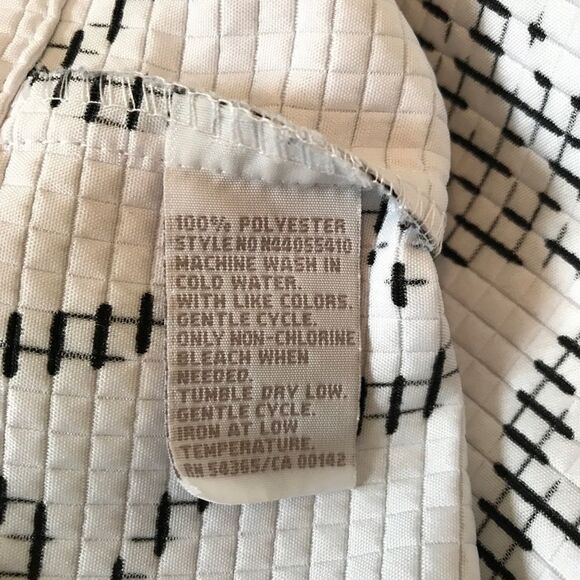 100% POLYESTER
STYLE NO N44055410
MACHINE WASH IN
COLD WATER.
WITH LIKE COLORS.
GENTLE CYCLE.
ONLY NON-CHLORINE
BLEACH WHEN
NEEDED.
TUMBLE DRY LOW.
GENTLE CYCLE.
IRON AT LOW
TEMPERATURE.
RN 54365/CA 00142